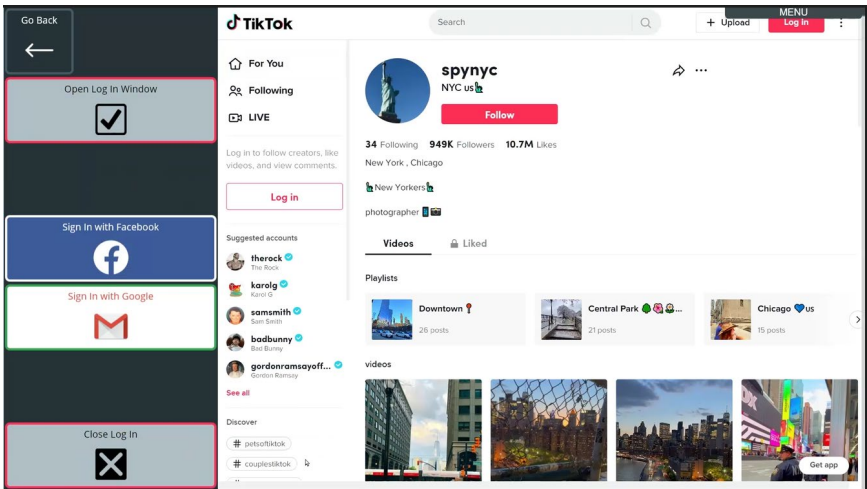 Go Back
Open Log In Window
Sign In with Facebook
Sign In with Google
Close Log In
TikTok
Search
+ Upload
MENU
Log In
For You
Following
LIVE
Log in to follow creators, like
videos, and view comments.
Log in
Suggested accounts
therock
The Rock
karolg
Karol G
samsmith
Sam Smith
badbunny
Bad Bunny
gordonramsayoff...
Gordon Ramsay
See all
Discover
# petsoftiktok
# couplestiktok
spynyc
NYC us🗽
Follow
34 Following 949K Followers 10.7M Likes
New York , Chicago
🗽New Yorkers🗽
photographer 📱📷
Videos
Liked
Playlists
Downtown📍
26 posts
Central Park 🌳🌺... 
21 posts
Chicago 💙us
15 posts
videos
Get app